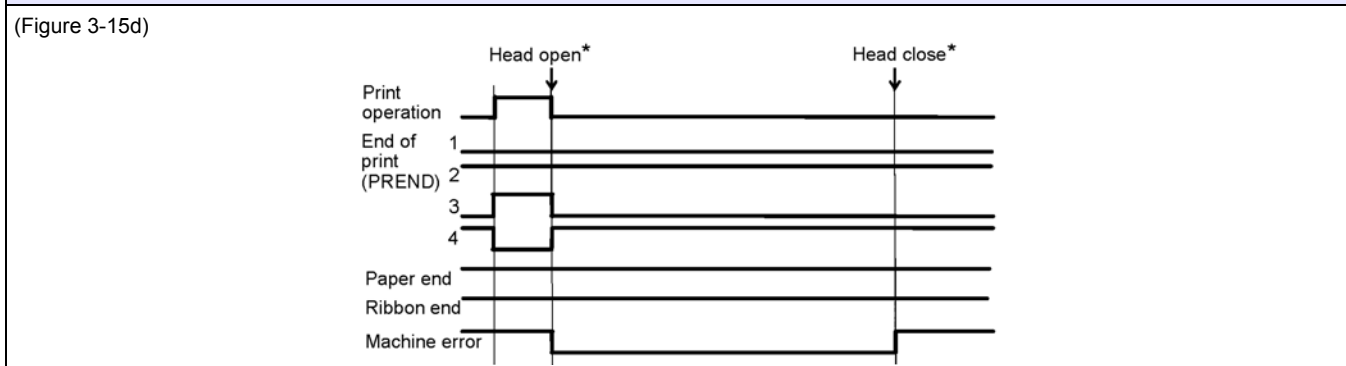 (Figure 3-15d)
Head open* Head close*
Print
operation
End of 1
print
(PREND) 2
3
4
Paper end
Ribbon end
Machine error